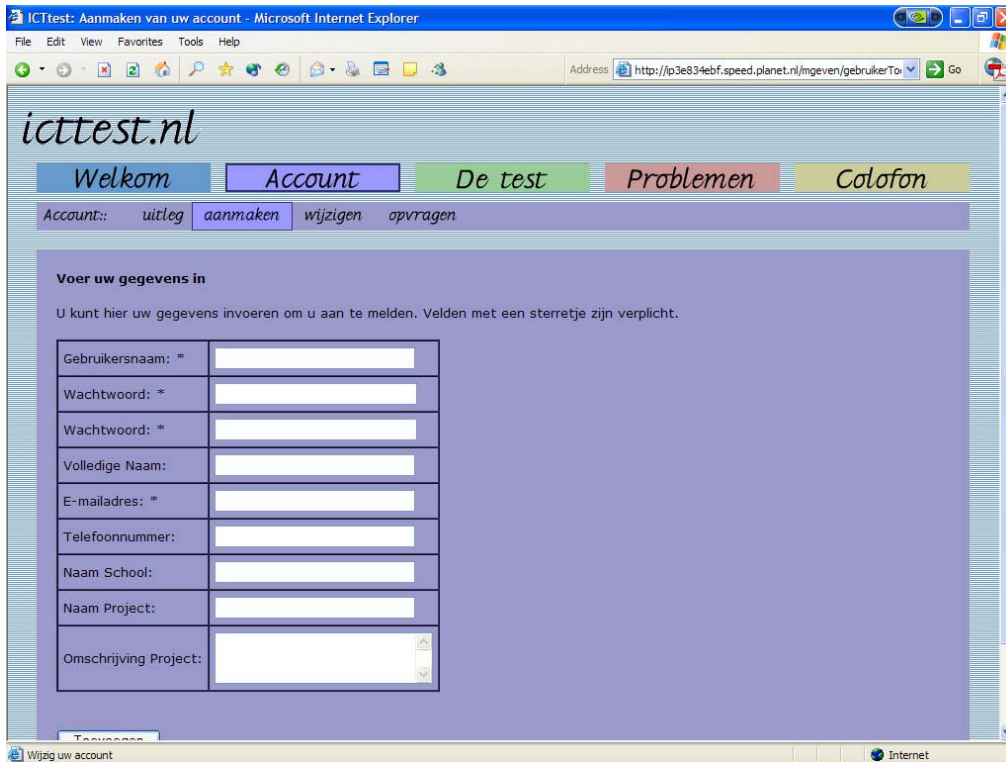 ICTtest: Aanmaken van uw account - Microsoft Internet Explorer
File Edit View Favorites Tools Help
Address http://ip3e834ebf.speed.planet.nl/mgeven/gebruikerTo Go
icttest.nl
Welkom Account De test Problemen Colofon
Account:: uitleg aanmaken wijzigen opvragen
Voer uw gegevens in
U kunt hier uw gegevens invoeren om u aan te melden. Velden met een sterretje zijn verplicht.
Gebruikersnaam: *
Wachtwoord: *
Wachtwoord: *
Volledige Naam:
E-mailadres: *
Telefoonnummer:
Naam School:
Naam Project:
Omschrijving Project:
Toevoegen
Wijzig uw account Internet